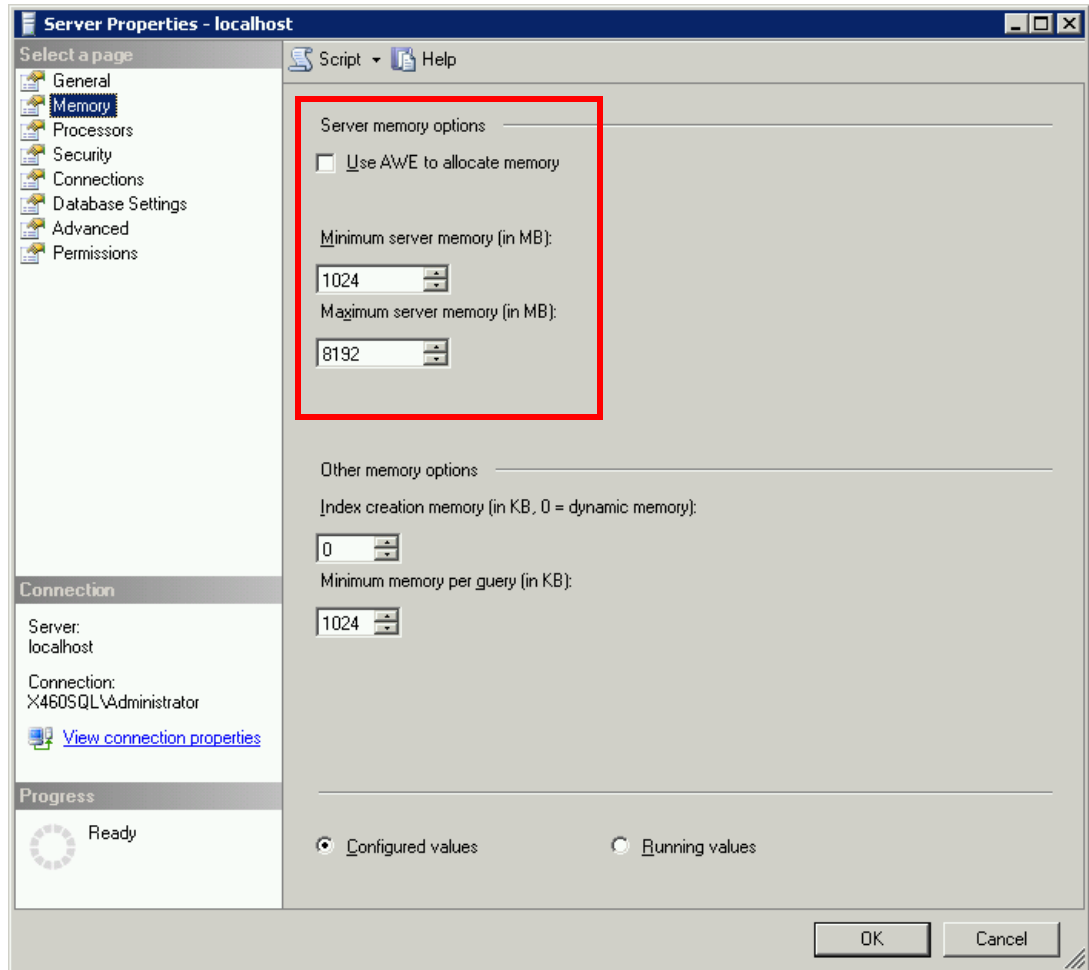 Server Properties - localhost
Select a page
General
Memory
Processors
Security
Connections
Database Settings
Advanced
Permissions
Script
Help
Server memory options
Use AWE to allocate memory
Minimum server memory (in MB):
1024
Maximum server memory (in MB):
8192
Other memory options
Index creation memory (in KB, 0 = dynamic memory):
0
Minimum memory per query (in KB):
1024
Connection
Server:
localhost
Connection:
X460SQL\Administrator
View connection properties
Progress
Ready
Configured values
Running values
OK
Cancel